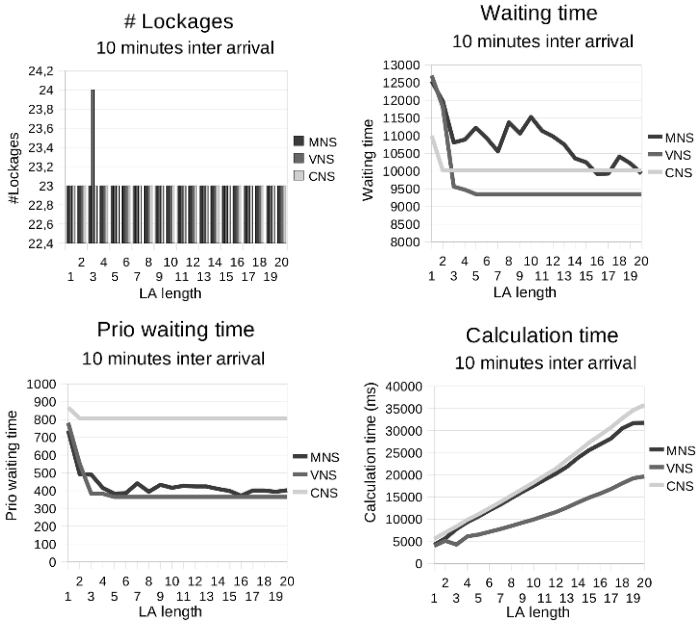 # Lockages
10 minutes inter arrival
24,2
24
23,8
23,6
23,4
23,2
23
22,8
22,6
22,4
#Lockages
MNS
VNS
CNS
2 4 6 8 10 12 14 16 18 20
1 3 5 7 9 11 13 15 17 19
LA length
Waiting time
10 minutes inter arrival
13000
12500
12000
11500
11000
10500
10000
9500
9000
8500
8000
Waiting time
MNS
VNS
CNS
2 4 6 8 10 12 14 16 18 20
1 3 5 7 9 11 13 15 17 19
LA length
Prio waiting time
10 minutes inter arrival
1000
900
800
700
600
500
400
300
200
100
0
Prio waiting time
MNS
VNS
CNS
2 4 6 8 10 12 14 16 18 20
1 3 5 7 9 11 13 15 17 19
LA length
Calculation time
10 minutes inter arrival
40000
35000
30000
25000
20000
15000
10000
5000
0
Calculation time (ms)
MNS
VNS
CNS
2 4 6 8 10 12 14 16 18 20
1 3 5 7 9 11 13 15 17 19
LA length